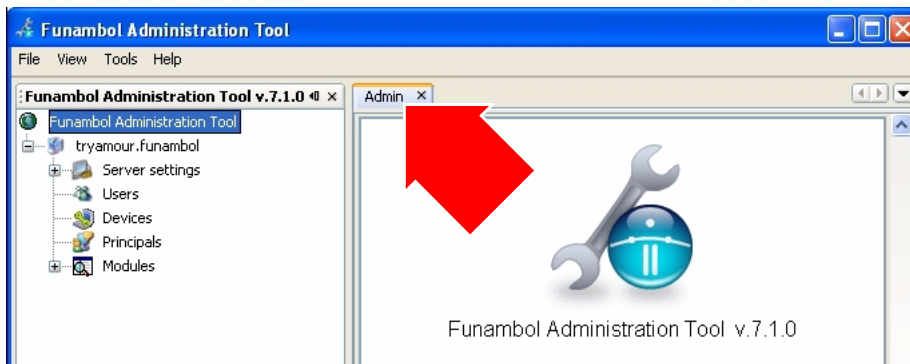 Funambol Administration Tool
File View Tools Help
Funambol Administration Tool v.7.1.0
Admin
Funambol Administration Tool
tryamour.funambol
Server settings
Users
Devices
Principals
Modules
Funambol Administration Tool v.7.1.0